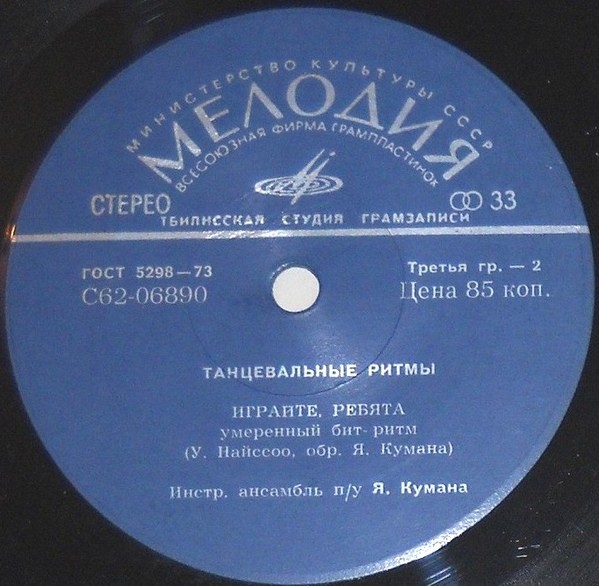 МИНИСТЕРСТВО КУЛЬТУРЫ СССР
МЕЛОДИЯ
ВСЕСОЮЗНАЯ ФИРМА ГРАМПЛАСТИНОК
СТЕРЕО 33
ТБИЛИССКАЯ СТУДИЯ ГРАМЗАПИСИ
ГОСТ 5298—73 Третья гр. — 2
С62-06890 Цена 85 коп.
ТАНЦЕВАЛЬНЫЕ РИТМЫ
ИГРАЙТЕ, РЕБЯТА
умеренный бит-ритм
(У. Найссоо, обр. Я. Кумана)
Инстр. ансамбль п/у Я. Кумана